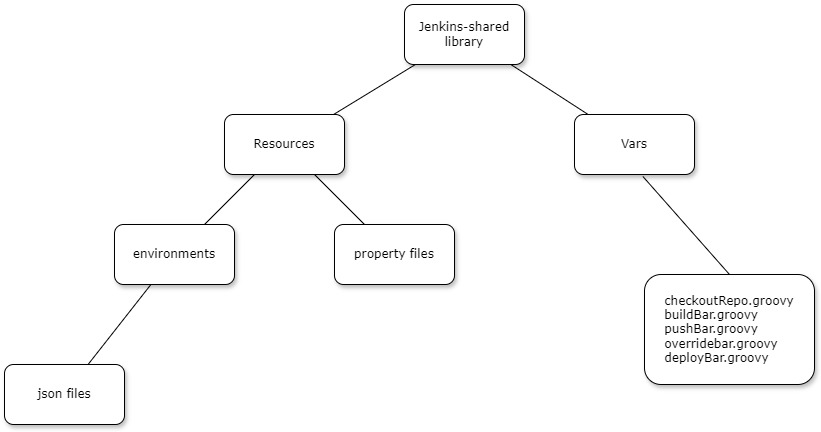 Jenkins-shared
library
Resources
Vars
environments
property files
checkoutRepo.groovy
buildBar.groovy
pushBar.groovy
overridebar.groovy
deployBar.groovy
json files